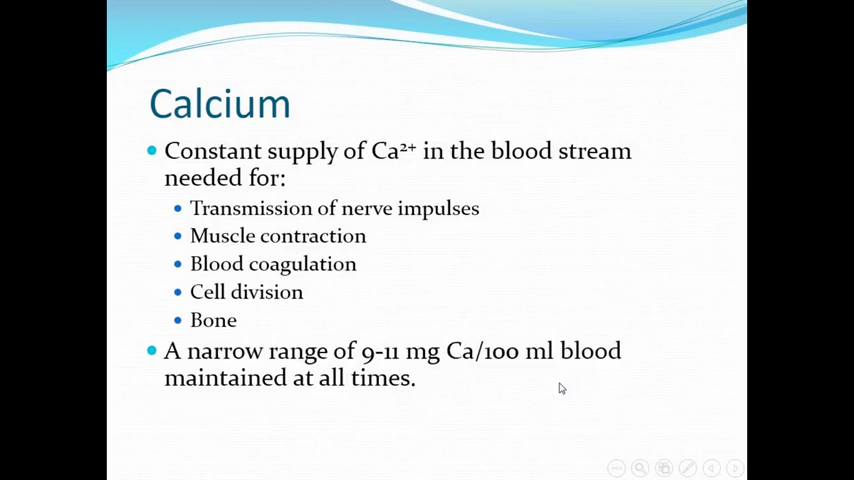 Calcium
• Constant supply of Ca²⁺ in the blood stream
needed for:
• Transmission of nerve impulses
• Muscle contraction
• Blood coagulation
• Cell division
• Bone
• A narrow range of 9-11 mg Ca/100 ml blood
maintained at all times.